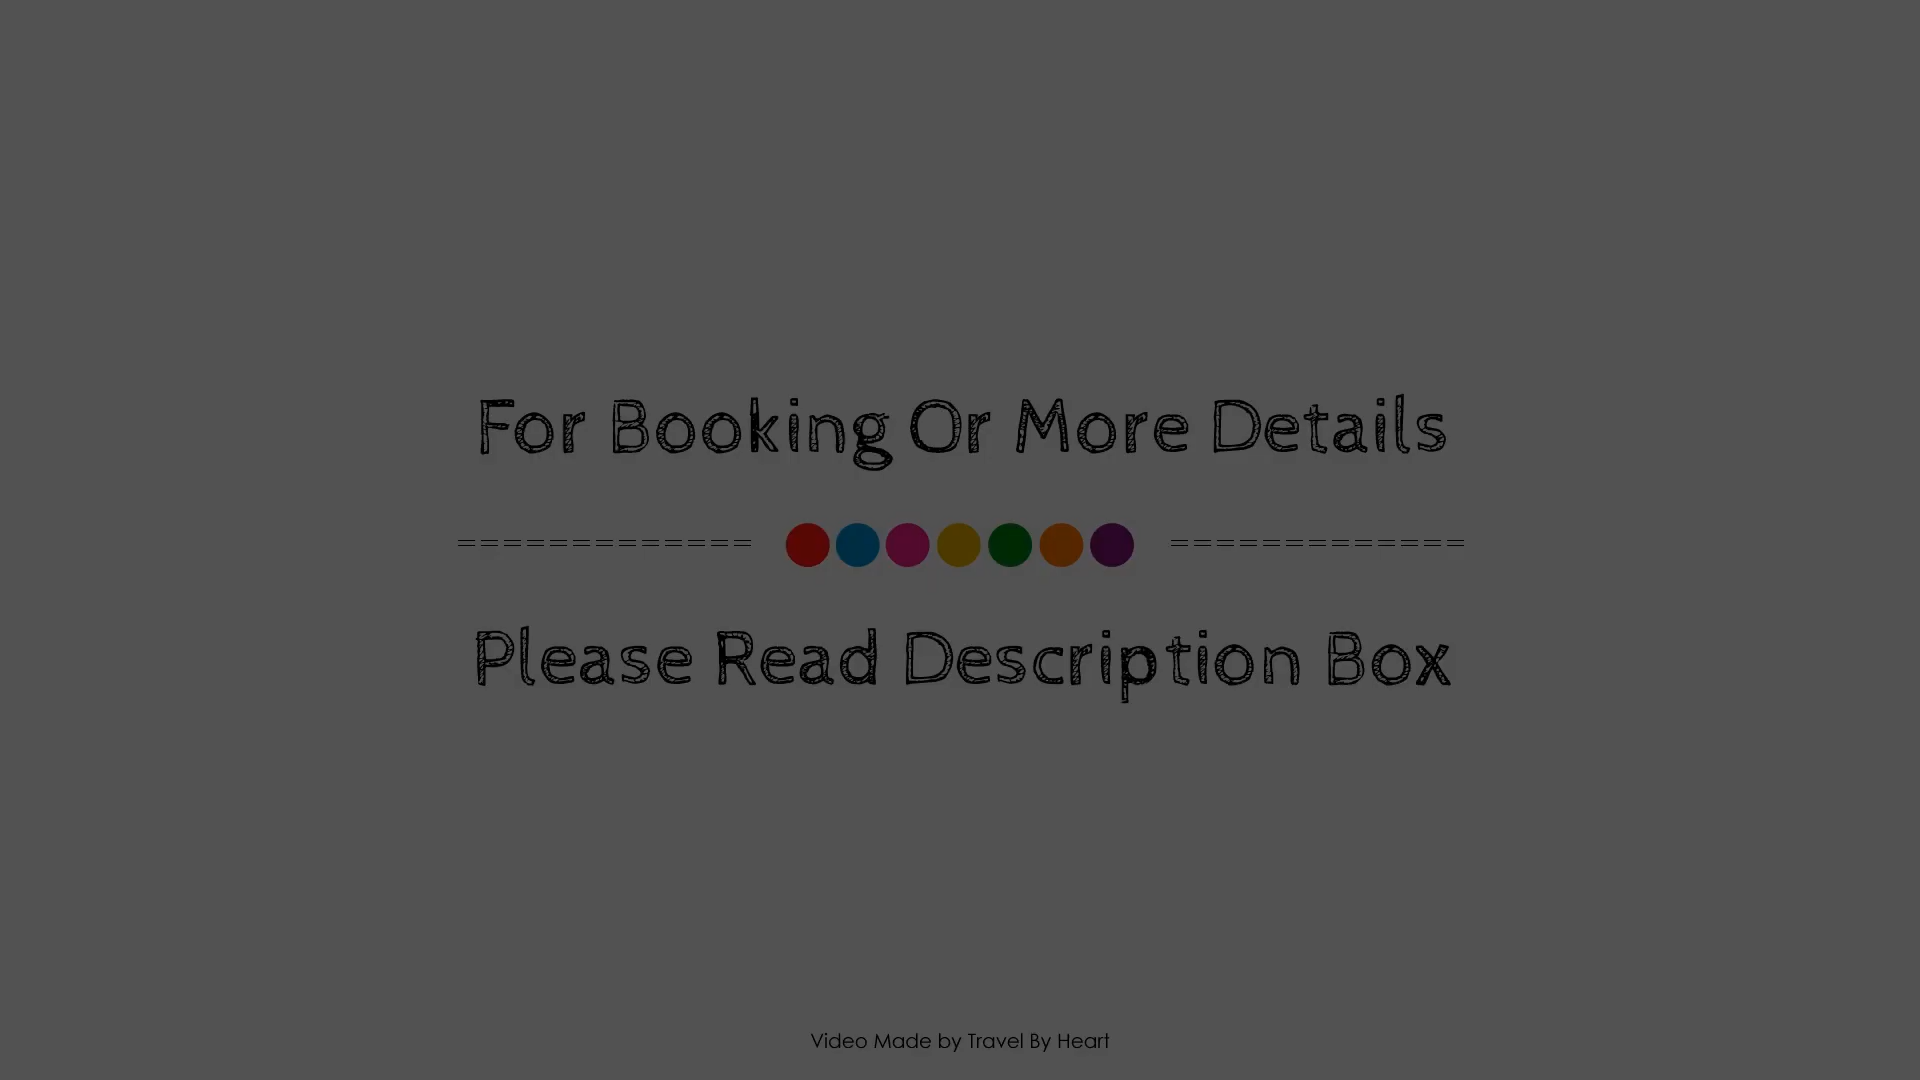 For Booking Or More Details
============= =============
Please Read Description Box
Video Made by Travel By Heart